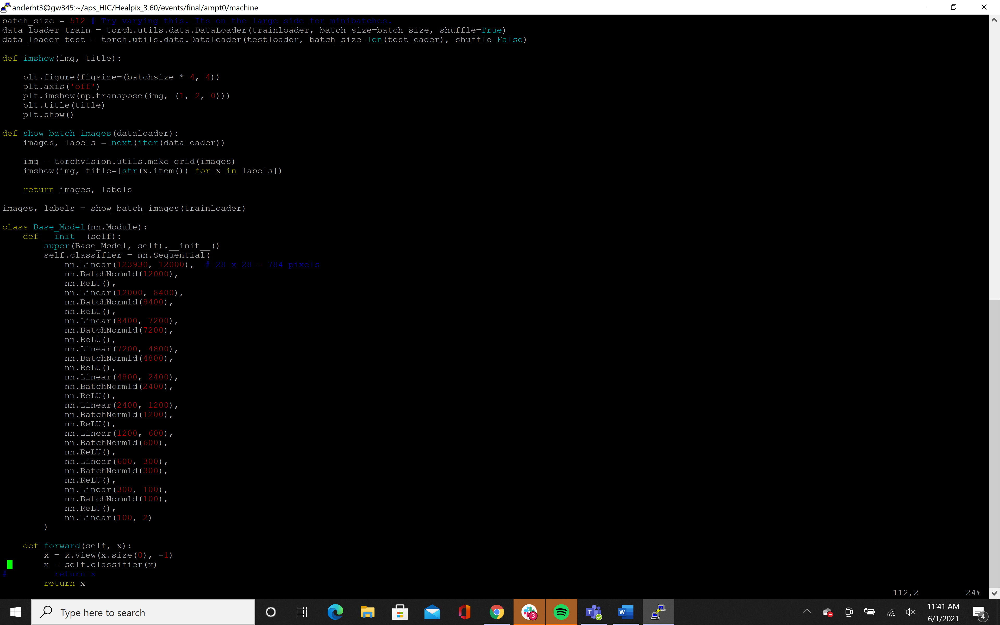 anderht3@gw345:~/aps_HIC/Healpix_3.60/events/final/ampt0/machine
batch_size = 512 # Try varying this. Its on the large side for minibatches.
data_loader_train = torch.utils.data.DataLoader(trainloader, batch_size=batch_size, shuffle=True)
data_loader_test = torch.utils.data.DataLoader(testloader, batch_size=len(testloader), shuffle=False)
def imshow(img, title):
    plt.figure(figsize=(batchsize * 4, 4))
    plt.axis('off')
    plt.imshow(np.transpose(img, (1, 2, 0)))
    plt.title(title)
    plt.show()
def show_batch_images(dataloader):
    images, labels = next(iter(dataloader))
    img = torchvision.utils.make_grid(images)
    imshow(img, title=[str(x.item()) for x in labels])
    return images, labels
images, labels = show_batch_images(trainloader)
class Base_Model(nn.Module):
    def __init__(self):
        super(Base_Model, self).__init__()
        self.classifier = nn.Sequential(
            nn.Linear(123930, 12000),  # 28 x 28 = 784 pixels
            nn.BatchNorm1d(12000),
            nn.ReLU(),
            nn.Linear(12000, 8400),
            nn.BatchNorm1d(8400),
            nn.ReLU(),
            nn.Linear(8400, 7200),
            nn.BatchNorm1d(7200),
            nn.ReLU(),
            nn.Linear(7200, 4800),
            nn.BatchNorm1d(4800),
            nn.ReLU(),
            nn.Linear(4800, 2400),
            nn.BatchNorm1d(2400),
            nn.ReLU(),
            nn.Linear(2400, 1200),
            nn.BatchNorm1d(1200),
            nn.ReLU(),
            nn.Linear(1200, 600),
            nn.BatchNorm1d(600),
            nn.ReLU(),
            nn.Linear(600, 300),
            nn.BatchNorm1d(300),
            nn.ReLU(),
            nn.Linear(300, 100),
            nn.BatchNorm1d(100),
            nn.ReLU(),
            nn.Linear(100, 2)
        )
    def forward(self, x):
        x = x.view(x.size(0), -1)
        x = self.classifier(x)
#         return x
        return x
112,2 24%
Type here to search
3
T
W
11:41 AM
6/1/2021
4